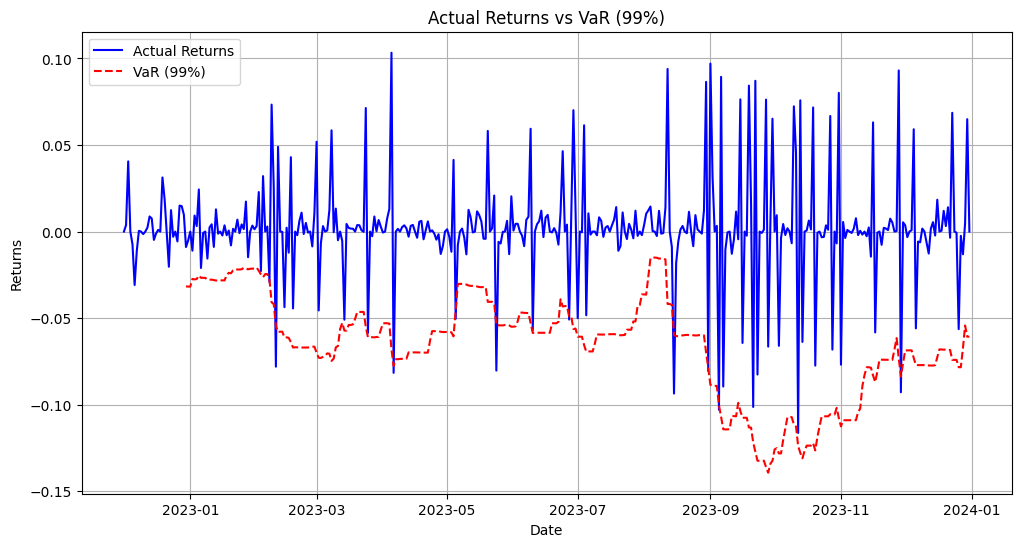 Actual Returns vs VaR (99%)
Actual Returns
VaR (99%)
Returns
0.10
0.05
0.00
−0.05
−0.10
−0.15
2023-01
2023-03
2023-05
2023-07
2023-09
2023-11
2024-01
Date